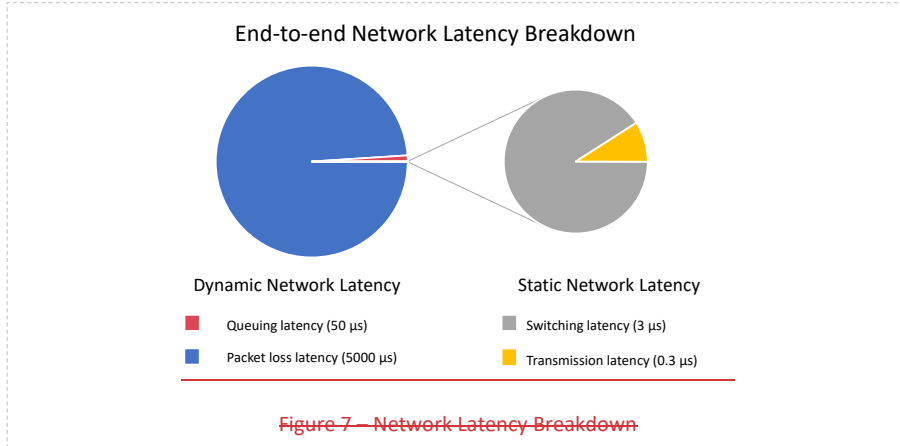 End-to-end Network Latency Breakdown
Dynamic Network Latency
Static Network Latency
Queuing latency (50 µs)
Switching latency (3 µs)
Packet loss latency (5000 µs)
Transmission latency (0.3 µs)
Figure 7 – Network Latency Breakdown